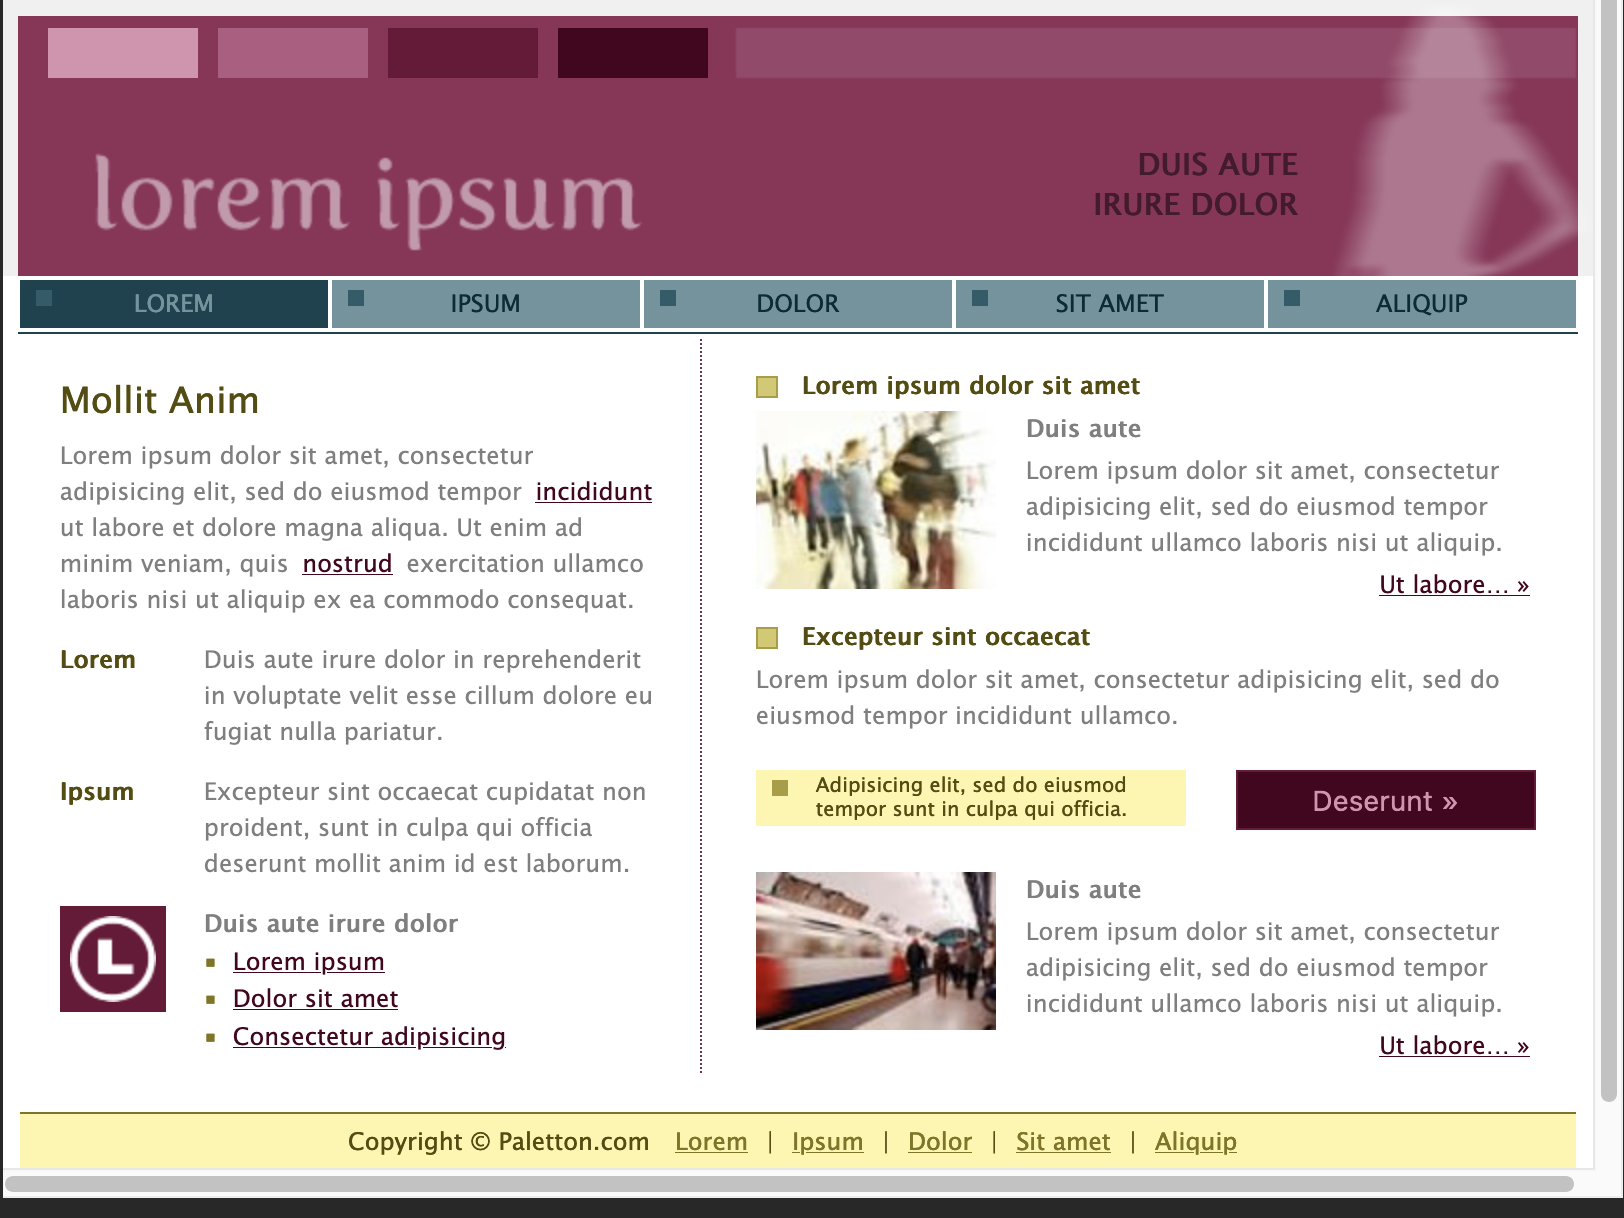 lorem ipsum
DUIS AUTE
IRURE DOLOR
LOREM
IPSUM
DOLOR
SIT AMET
ALIQUIP
Mollit Anim
Lorem ipsum dolor sit amet, consectetur
adipisicing elit, sed do eiusmod tempor incididunt
ut labore et dolore magna aliqua. Ut enim ad
minim veniam, quis nostrud exercitation ullamco
laboris nisi ut aliquip ex ea commodo consequat.
Lorem
Duis aute irure dolor in reprehenderit
in voluptate velit esse cillum dolore eu
fugiat nulla pariatur.
Ipsum
Excepteur sint occaecat cupidatat non
proident, sunt in culpa qui officia
deserunt mollit anim id est laborum.
L
Duis aute irure dolor
Lorem ipsum
Dolor sit amet
Consectetur adipisicing
Lorem ipsum dolor sit amet
Duis aute
Lorem ipsum dolor sit amet, consectetur
adipisicing elit, sed do eiusmod tempor
incididunt ullamco laboris nisi ut aliquip.
Ut labore... »
Excepteur sint occaecat
Lorem ipsum dolor sit amet, consectetur adipisicing elit, sed do
eiusmod tempor incididunt ullamco.
Adipisicing elit, sed do eiusmod
tempor sunt in culpa qui officia.
Deserunt »
Duis aute
Lorem ipsum dolor sit amet, consectetur
adipisicing elit, sed do eiusmod tempor
incididunt ullamco laboris nisi ut aliquip.
Ut labore... »
Copyright © Paletton.com Lorem | Ipsum | Dolor | Sit amet | Aliquip